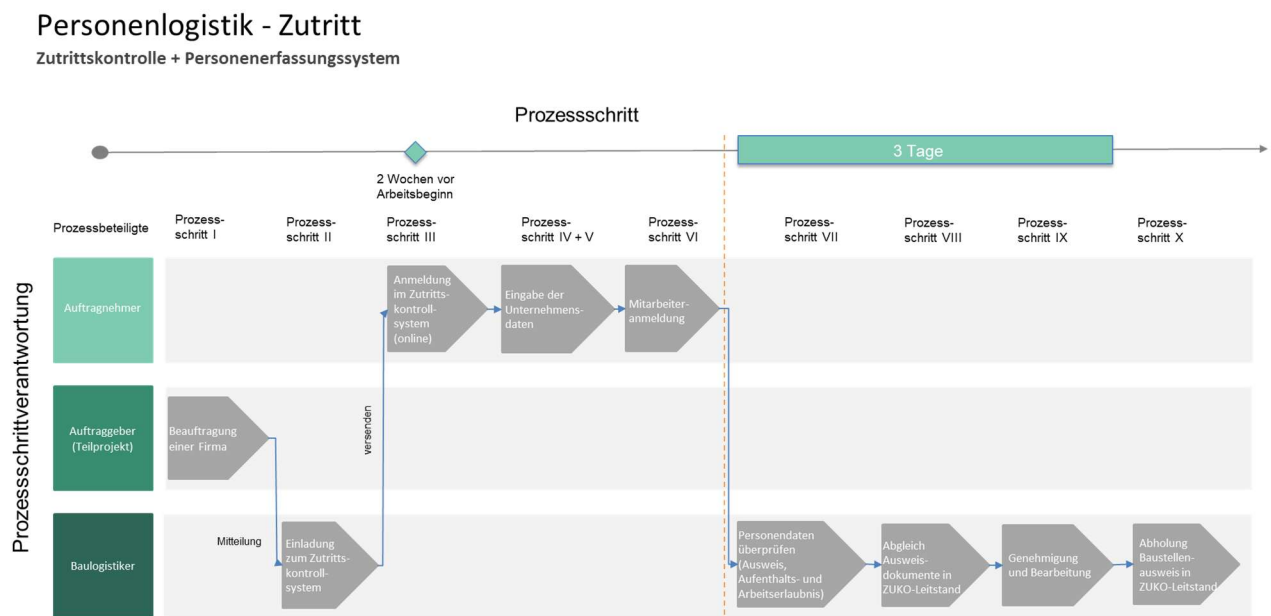 Personenlogistik - Zutritt
Zutrittskontrolle + Personenerfassungssystem
Prozessschritt
3 Tage
2 Wochen vor
Arbeitsbeginn
Prozessbeteiligte
Prozess-
schritt I
Prozess-
schritt II
Prozess-
schritt III
Prozess-
schritt IV + V
Prozess-
schritt VI
Prozess-
schritt VII
Prozess-
schritt VIII
Prozess-
schritt IX
Prozess-
schritt X
Prozessschrittverantwortung
Auftragnehmer
Anmeldung
im Zutritts-
kontroll-
system
(online)
Eingabe der
Unternehmens-
daten
Mitarbeiter-
anmeldung
Auftraggeber
(Teilprojekt)
Beauftragung
einer Firma
versenden
Baulogistiker
Mitteilung
Einladung
zum Zutritts-
kontroll-
system
Personendaten
überprüfen
(Ausweis,
Aufenthalts- und
Arbeitserlaubnis)
Abgleich
Ausweis-
dokumente in
ZUKO-Leitstand
Genehmigung
und Bearbeitung
Abholung
Baustellen-
ausweis in
ZUKO-Leitstand